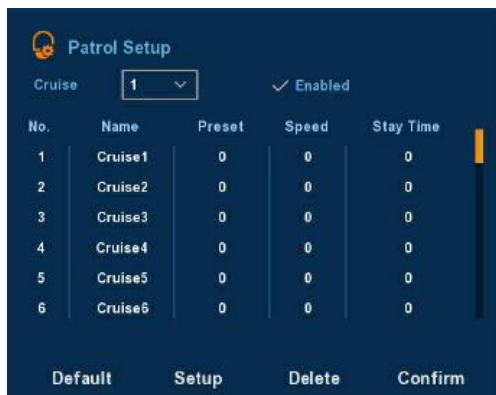 Patrol Setup
Cruise 1 Enabled
No. Name Preset Speed Stay Time
1 Cruise1 0 0 0
2 Cruise2 0 0 0
3 Cruise3 0 0 0
4 Cruise4 0 0 0
5 Cruise5 0 0 0
6 Cruise6 0 0 0
Default Setup Delete Confirm